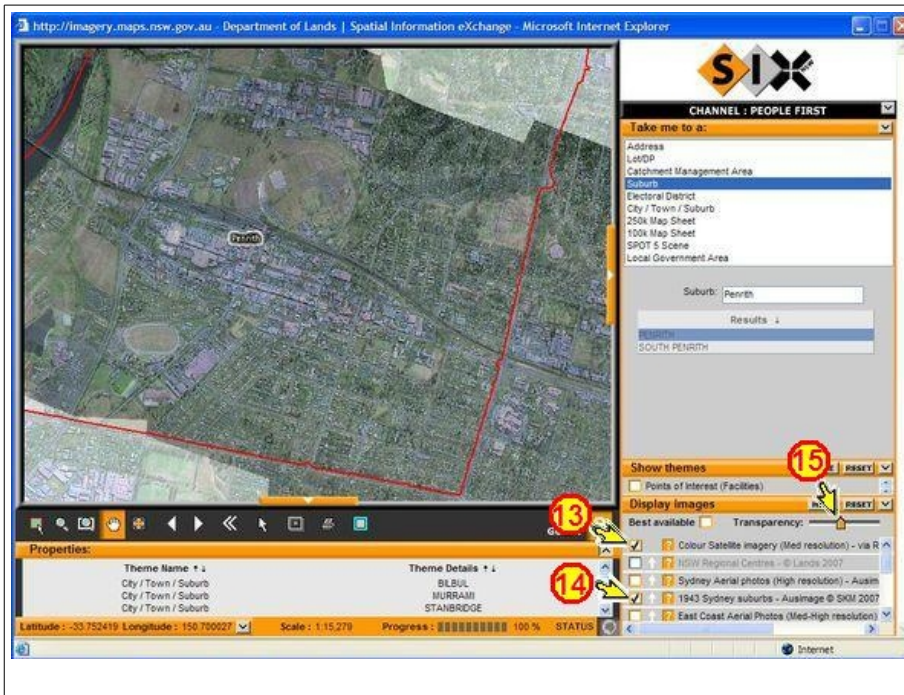 http://imagery.maps.nsw.gov.au - Department of Lands | Spatial Information eXchange - Microsoft Internet Explorer
SIX
CHANNEL : PEOPLE FIRST
Take me to a:
Address
Lot/DP
Catchment Management Area
Suburb
Electoral District
City / Town / Suburb
250k Map Sheet
100k Map Sheet
SPOT 5 Scene
Local Government Area
Penrith
Suburb: Penrith
Results ↓
PENRITH
SOUTH PENRITH
15
Show themes RESET
Points of Interest (Facilities)
Display images RESET
13
Best available Transparency:
Properties:
Colour Satellite imagery (Med resolution) - via R
Theme Name ↑↓ Theme Details ↑↓
NSW Regional Centres - © Lands 2007
City / Town / Suburb BILBUL
14
Sydney Aerial photos (High resolution) - Ausim
City / Town / Suburb MURRAMI
1943 Sydney suburbs - Ausimage © SKM 2007
City / Town / Suburb STANBRIDGE
East Coast Aerial Photos (Med-High resolution)
Latitude : -33.752419 Longitude : 150.700027 Scale : 1:15,279 Progress : 100 % STATUS
Internet